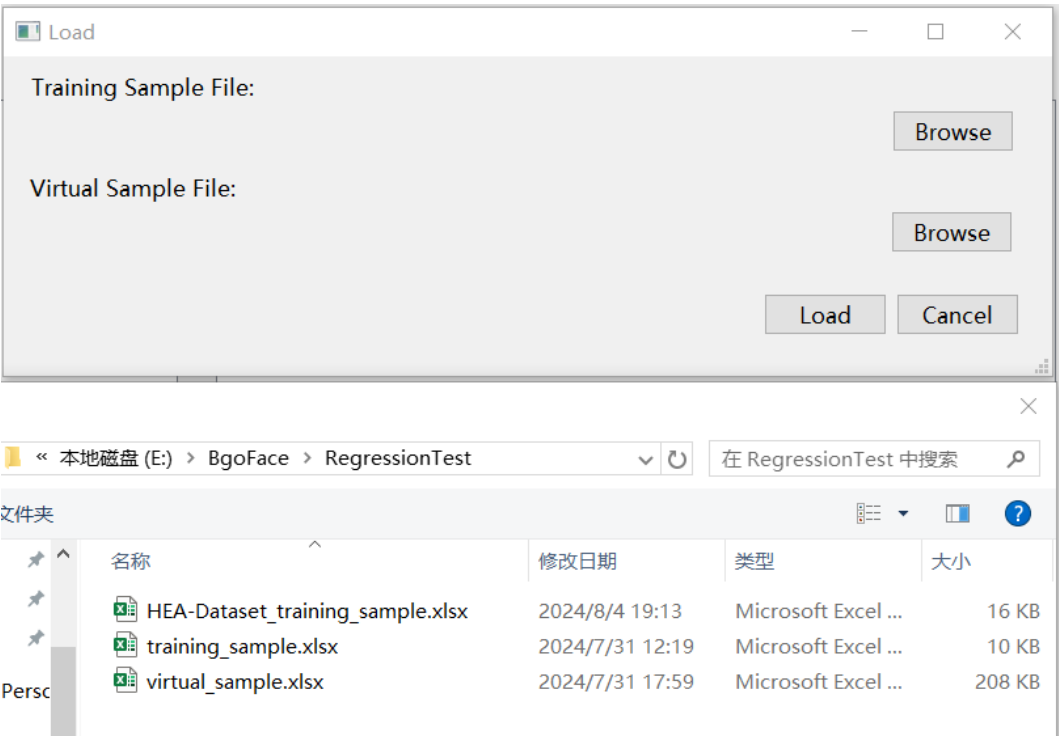 Load
Training Sample File:
Browse
Virtual Sample File:
Browse
Load Cancel
« 本地磁盘 (E:) > BgoFace > RegressionTest 在 RegressionTest 中搜索
文件夹
名称 修改日期 类型 大小
HEA-Dataset_training_sample.xlsx 2024/8/4 19:13 Microsoft Excel ... 16 KB
training_sample.xlsx 2024/7/31 12:19 Microsoft Excel ... 10 KB
virtual_sample.xlsx 2024/7/31 17:59 Microsoft Excel ... 208 KB
Persc